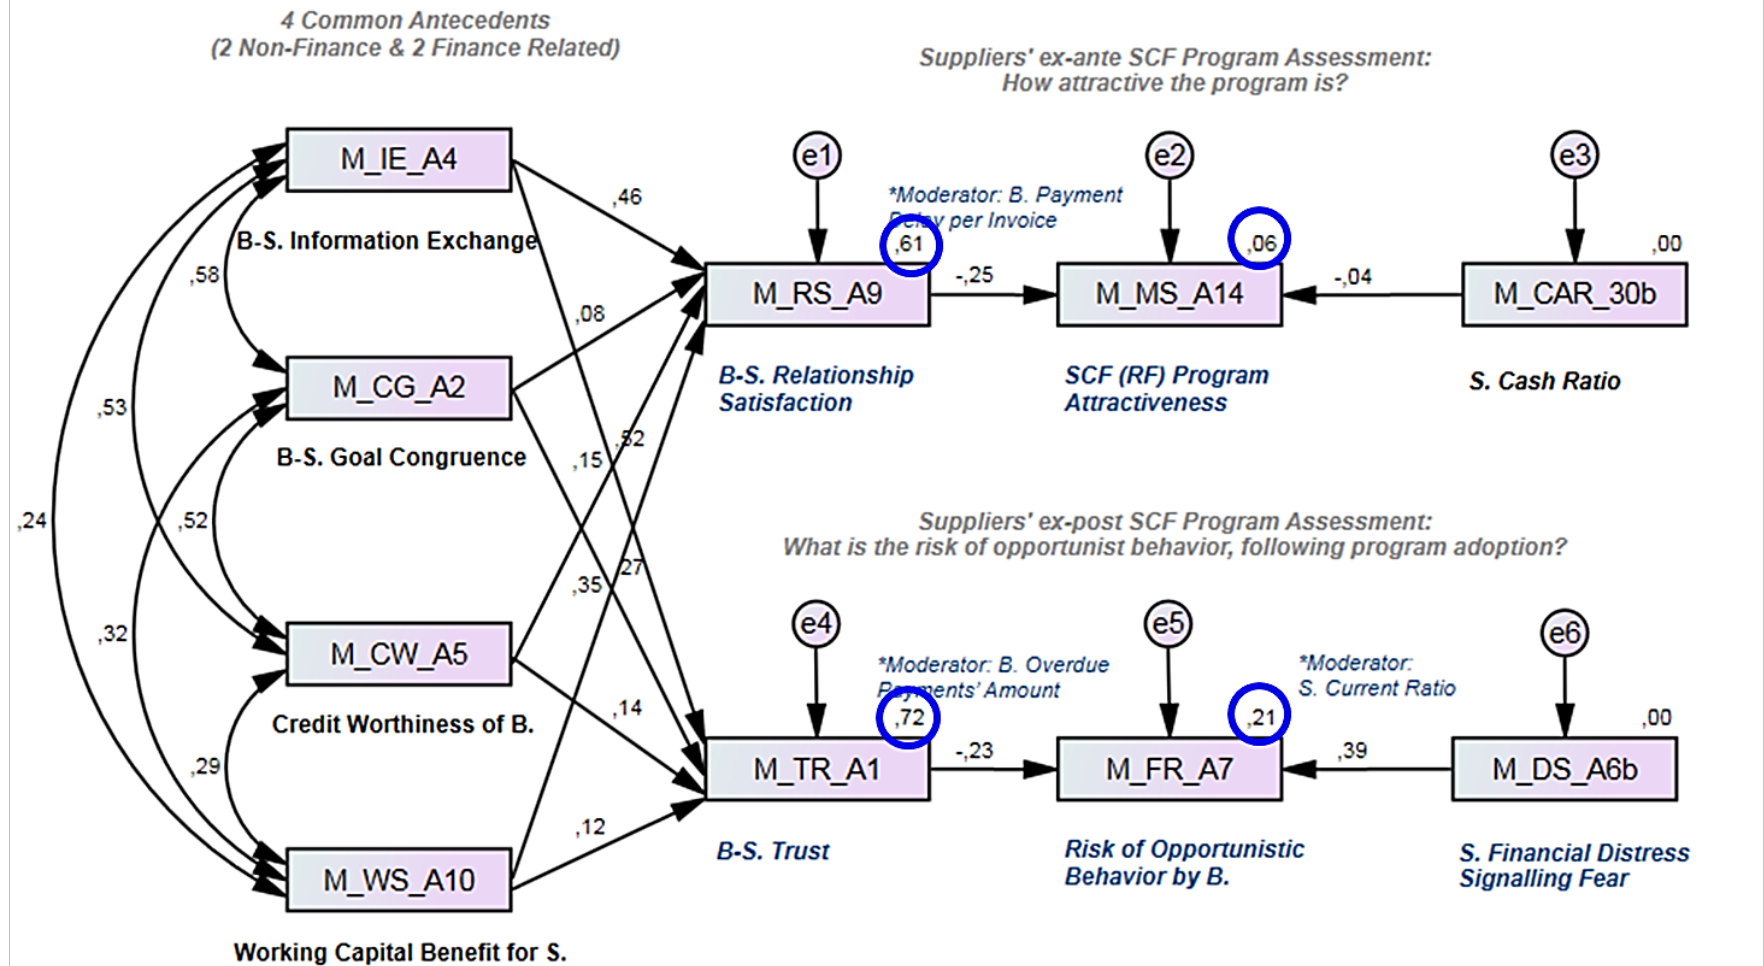 4 Common Antecedents
(2 Non-Finance & 2 Finance Related)
Suppliers' ex-ante SCF Program Assessment:
How attractive the program is?
M_IE_A4
B-S. Information Exchange
M_CG_A2
B-S. Goal Congruence
M_CW_A5
Credit Worthiness of B.
M_WS_A10
Working Capital Benefit for S.
,58
,53
,24
,52
,32
,29
,46
,08
,52
,15
,27
,35
,14
,12
e1
e2
e3
*Moderator: B. Payment
Delay per Invoice
,61
,06
,00
M_RS_A9
-,25
M_MS_A14
-,04
M_CAR_30b
B-S. Relationship
Satisfaction
SCF (RF) Program
Attractiveness
S. Cash Ratio
Suppliers' ex-post SCF Program Assessment:
What is the risk of opportunist behavior, following program adoption?
e4
e5
e6
*Moderator: B. Overdue
Payments' Amount
*Moderator:
S. Current Ratio
,72
,21
,00
M_TR_A1
-,23
M_FR_A7
,39
M_DS_A6b
B-S. Trust
Risk of Opportunistic
Behavior by B.
S. Financial Distress
Signalling Fear